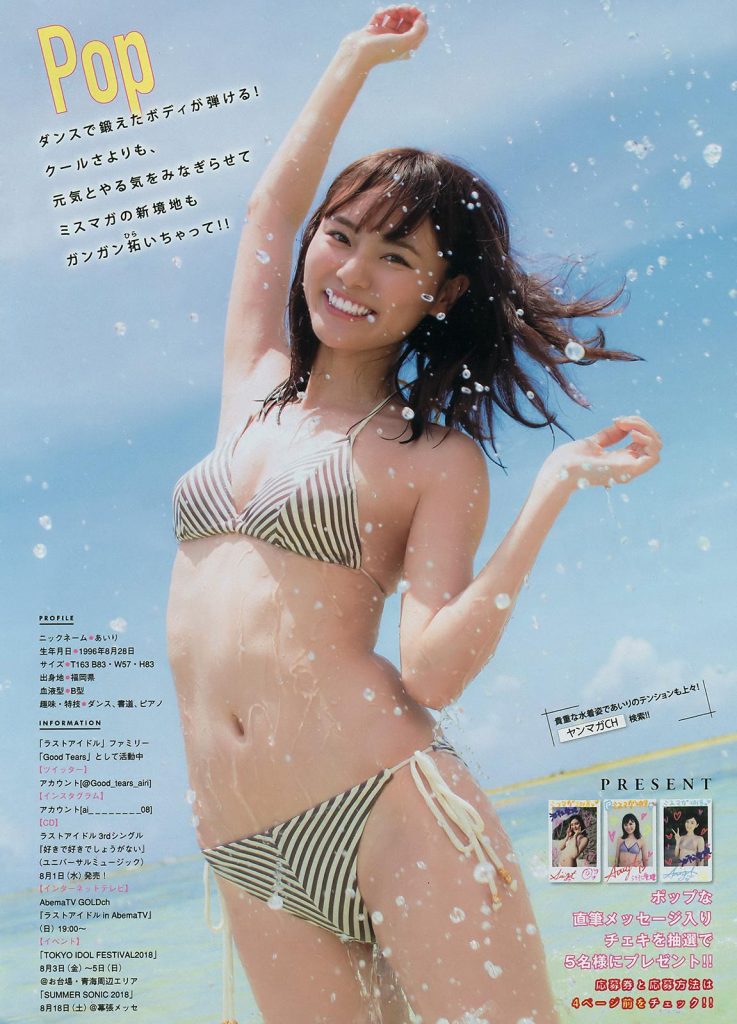 Pop
ダンスで鍛えたボディが弾ける!
クールさよりも、
元気とやる気をみなぎらせて
ミスマガの新境地も
ガンガン拓いちゃって!!
ひら
PROFILE
ニックネーム●あいり
生年月日●1996年8月28日
サイズ●T163 B83・W57・H83
出身地●福岡県
血液型●B型
趣味・特技●ダンス、書道、ピアノ
INFORMATION
「ラストアイドル」ファミリー
「Good Tears」として活動中
【ツイッター】
アカウント[@Good_tears_airi]
【インスタグラム】
アカウント[ai_ _ _ _ _ _ _ _08]
【CD】
ラストアイドル3rdシングル
『好きで好きでしょうがない』
(ユニバーサルミュージック)
8月1日(水)発売!
【インターネットテレビ】
AbemaTV GOLDch
「ラストアイドル in AbemaTV」
(日)19:00〜
【イベント】
「TOKYO IDOL FESTIVAL2018」
8月3日(金)〜5日(日)
@お台場・青海周辺エリア
「SUMMER SONIC 2018」
8月18日(土)@幕張メッセ
貴重な水着姿であいりのテンションも上々!
ヤンマガCH 検索!!
PRESENT
ポップな
直筆メッセージ入り
チェキを抽選で
5名様にプレゼント!!
応募券と応募方法は
4ページ前をチェック!!